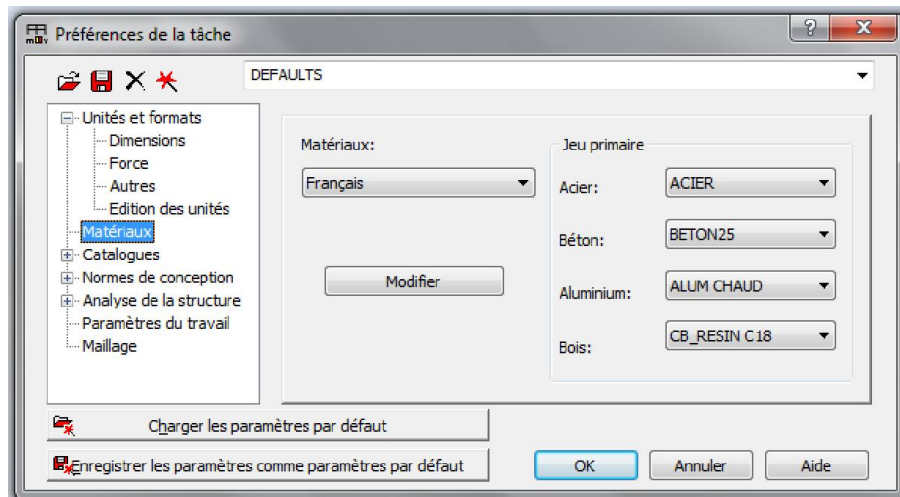 Préférences de la tâche
DEFAULTS
Unités et formats
Dimensions
Force
Autres
Edition des unités
Matériaux
Catalogues
Normes de conception
Analyse de la structure
Paramètres du travail
Maillage
Matériaux:
Français
Modifier
Jeu primaire
Acier:
ACIER
Béton:
BETON25
Aluminium:
ALUM CHAUD
Bois:
CB_RESIN C18
Charger les paramètres par défaut
Enregistrer les paramètres comme paramètres par défaut
OK
Annuler
Aide